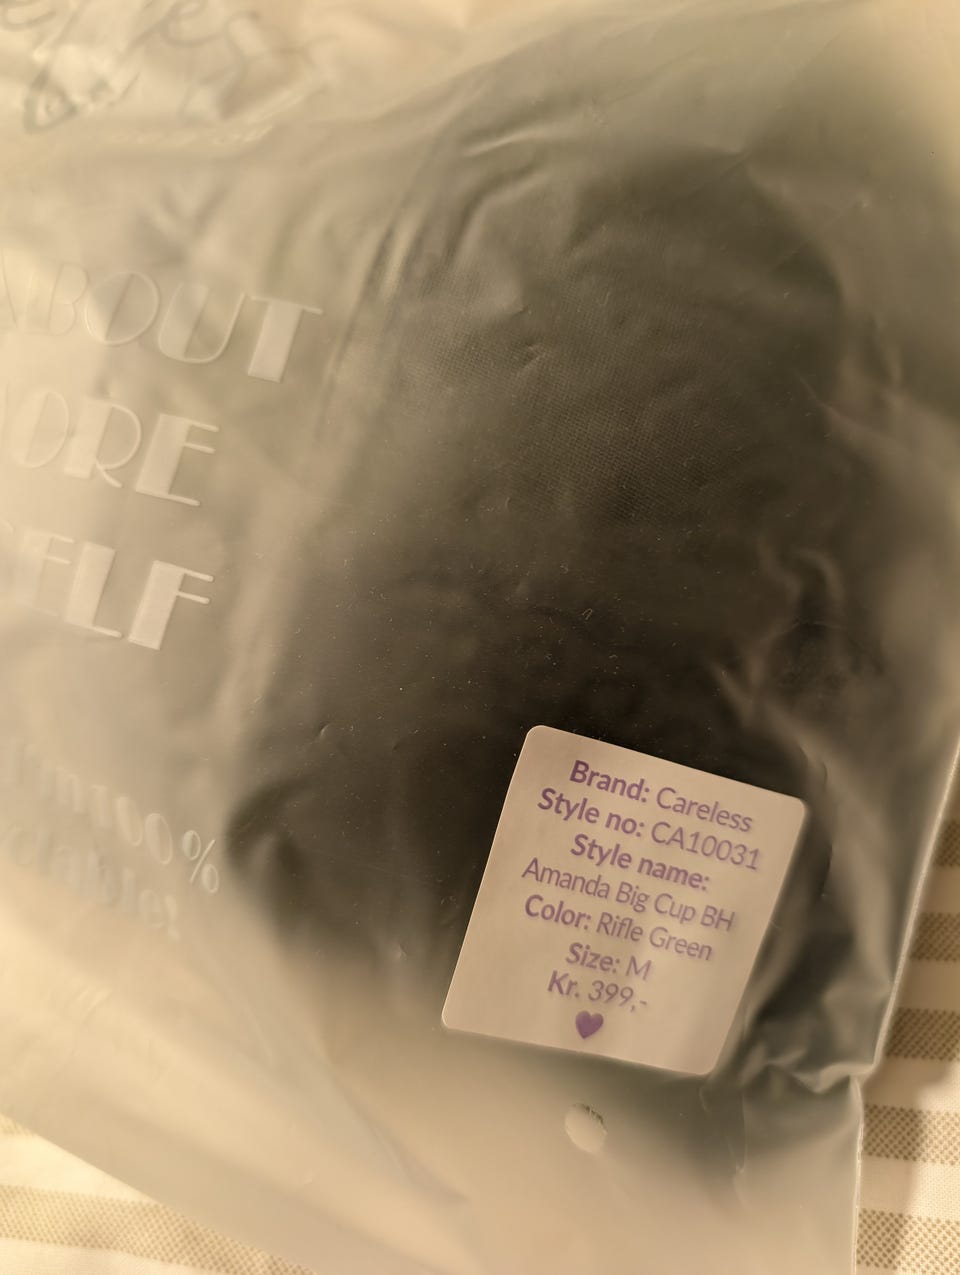 ABOUT
ORE
ELF
100%
Brand: Careless
Style no: CA10031
Style name:
Amanda Big Cup BH
Color: Rifle Green
Size: M
Kr. 399,-